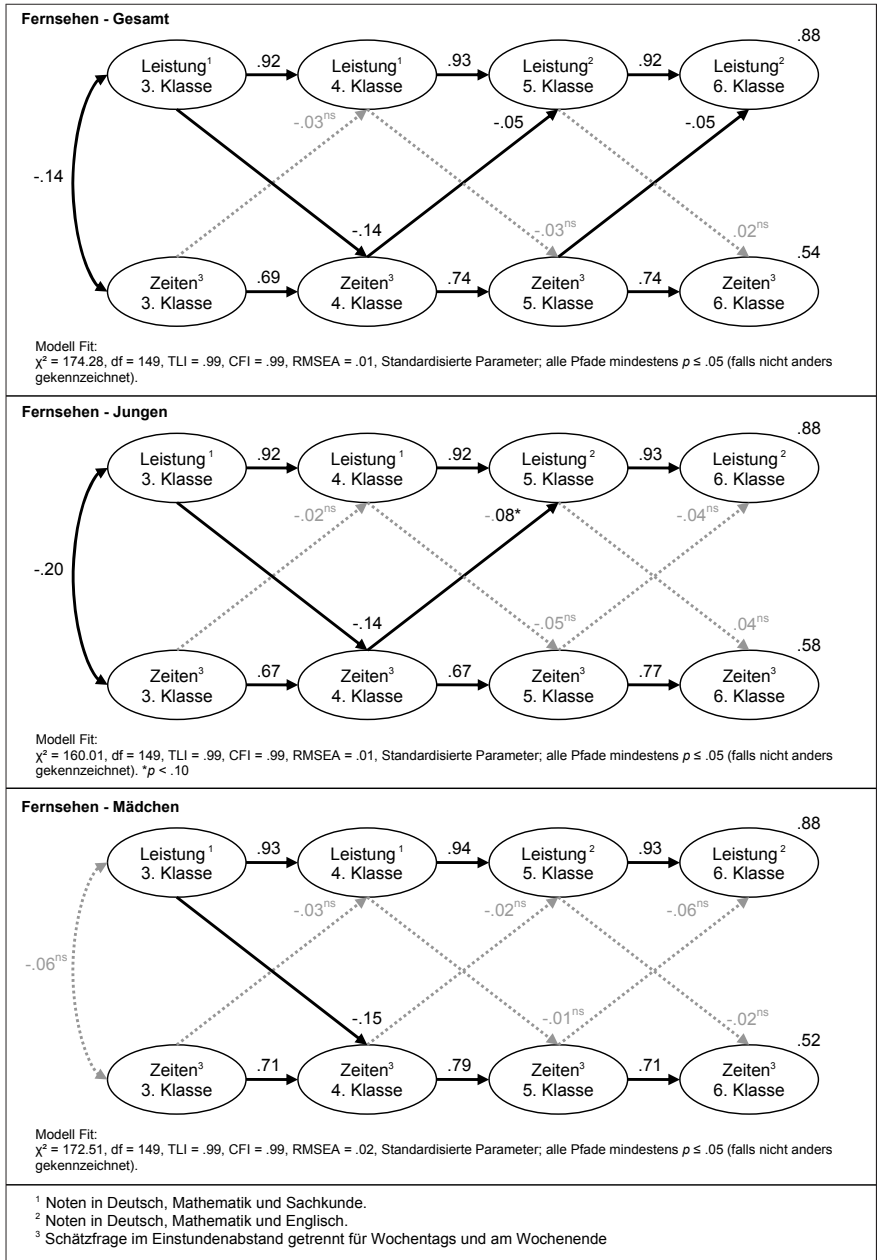 Fernsehen - Gesamt
.88
Leistung¹ .92 Leistung¹ .93 Leistung² .92 Leistung²
3. Klasse 4. Klasse 5. Klasse 6. Klasse
-.03ⁿˢ -.05 -.05
-.14
-.14 -.03ⁿˢ .02ⁿˢ
.54
Zeiten³ .69 Zeiten³ .74 Zeiten³ .74 Zeiten³
3. Klasse 4. Klasse 5. Klasse 6. Klasse
Modell Fit:
χ² = 174.28, df = 149, TLI = .99, CFI = .99, RMSEA = .01, Standardisierte Parameter; alle Pfade mindestens p ≤ .05 (falls nicht anders
gekennzeichnet).
Fernsehen - Jungen
.88
Leistung¹ .92 Leistung¹ .92 Leistung² .93 Leistung²
3. Klasse 4. Klasse 5. Klasse 6. Klasse
-.02ⁿˢ -.08* -.04ⁿˢ
-.20
-.14 -.05ⁿˢ .04ⁿˢ
.58
Zeiten³ .67 Zeiten³ .67 Zeiten³ .77 Zeiten³
3. Klasse 4. Klasse 5. Klasse 6. Klasse
Modell Fit:
χ² = 160.01, df = 149, TLI = .99, CFI = .99, RMSEA = .01, Standardisierte Parameter; alle Pfade mindestens p ≤ .05 (falls nicht anders
gekennzeichnet). *p < .10
Fernsehen - Mädchen
.88
Leistung¹ .93 Leistung¹ .94 Leistung² .93 Leistung²
3. Klasse 4. Klasse 5. Klasse 6. Klasse
-.03ⁿˢ -.02ⁿˢ -.06ⁿˢ
-.06ⁿˢ
-.15 -.01ⁿˢ -.02ⁿˢ
.52
Zeiten³ .71 Zeiten³ .79 Zeiten³ .71 Zeiten³
3. Klasse 4. Klasse 5. Klasse 6. Klasse
Modell Fit:
χ² = 172.51, df = 149, TLI = .99, CFI = .99, RMSEA = .02, Standardisierte Parameter; alle Pfade mindestens p ≤ .05 (falls nicht anders
gekennzeichnet).
¹ Noten in Deutsch, Mathematik und Sachkunde.
² Noten in Deutsch, Mathematik und Englisch.
³ Schätzfrage im Einstundenabstand getrennt für Wochentags und am Wochenende